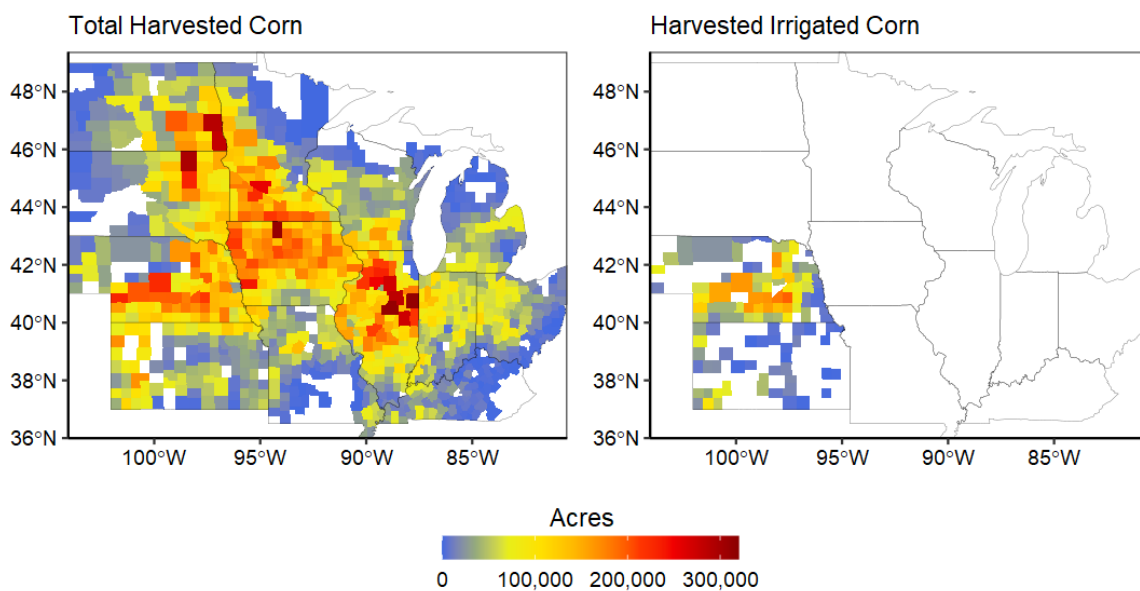 Total Harvested Corn
Harvested Irrigated Corn
48°N
46°N
44°N
42°N
40°N
38°N
36°N
100°W 95°W 90°W 85°W
48°N
46°N
44°N
42°N
40°N
38°N
36°N
100°W 95°W 90°W 85°W
Acres
0 100,000 200,000 300,000